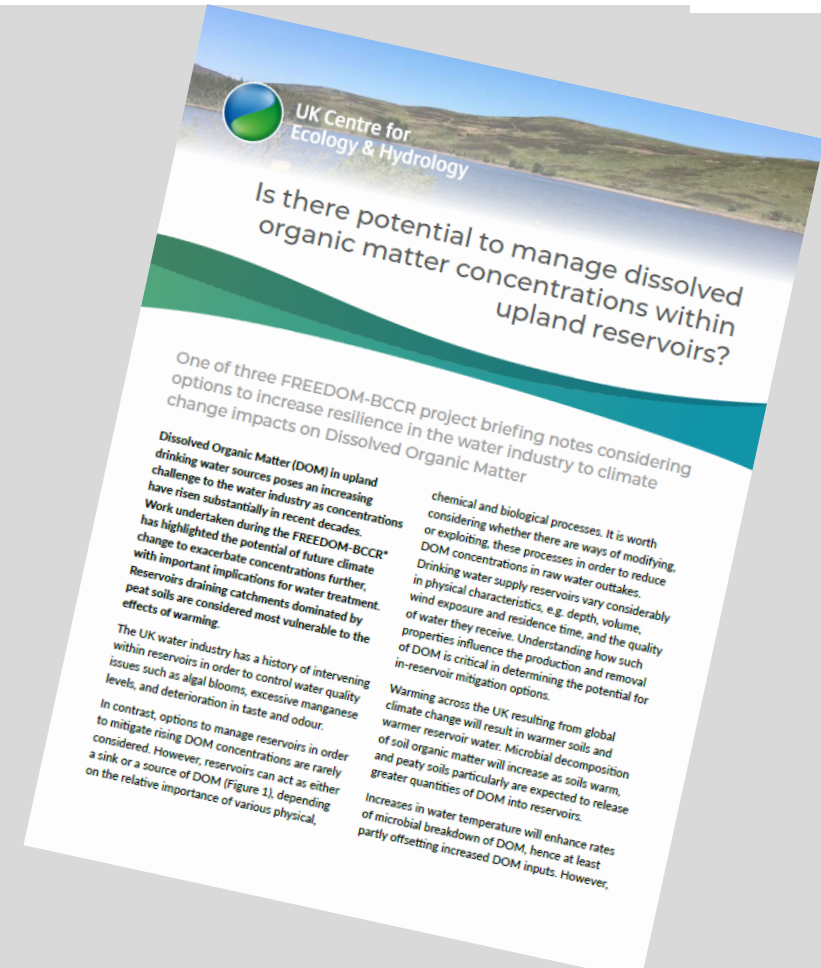 UK Centre for
Ecology & Hydrology
Is there potential to manage dissolved
organic matter concentrations within
upland reservoirs?
One of three FREEDOM-BCCR project briefing notes considering
options to increase resilience in the water industry to climate
change impacts on Dissolved Organic Matter
Dissolved Organic Matter (DOM) in upland
drinking water sources poses an increasing
challenge to the water industry as concentrations
have risen substantially in recent decades.
Work undertaken during the FREEDOM-BCCR*
has highlighted the potential of future climate
change to exacerbate concentrations further,
with important implications for water treatment.
Reservoirs draining catchments dominated by
peat soils are considered most vulnerable to the
effects of warming.
The UK water industry has a history of intervening
within reservoirs in order to control water quality
issues such as algal blooms, excessive manganese
levels, and deterioration in taste and odour.
In contrast, options to manage reservoirs in order
to mitigate rising DOM concentrations are rarely
considered. However, reservoirs can act as either
a sink or a source of DOM (Figure 1), depending
on the relative importance of various physical,
chemical and biological processes. It is worth
considering whether there are ways of modifying,
or exploiting, these processes in order to reduce
DOM concentrations in raw water outtakes.
Drinking water supply reservoirs vary considerably
in physical characteristics, e.g. depth, volume,
wind exposure and residence time, and the quality
of water they receive. Understanding how such
properties influence the production and removal
of DOM is critical in determining the potential for
in-reservoir mitigation options.
Warming across the UK resulting from global
climate change will result in warmer soils and
warmer reservoir water. Microbial decomposition
of soil organic matter will increase as soils warm,
and peaty soils particularly are expected to release
greater quantities of DOM into reservoirs.
Increases in water temperature will enhance rates
of microbial breakdown of DOM, hence at least
partly offsetting increased DOM inputs. However,